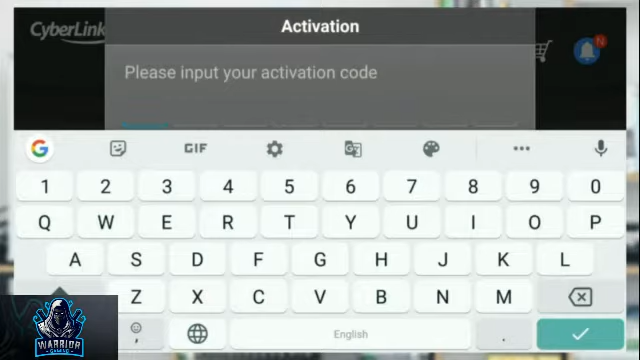 Activation
CyberLink
N
Please input your activation code
G GIF
1 2 3 4 5 6 7 8 9 0
Q W E R T Y U I O P
A S D F G H J K L
Z X C V B N M
, English .
WARRIOR
GAMING